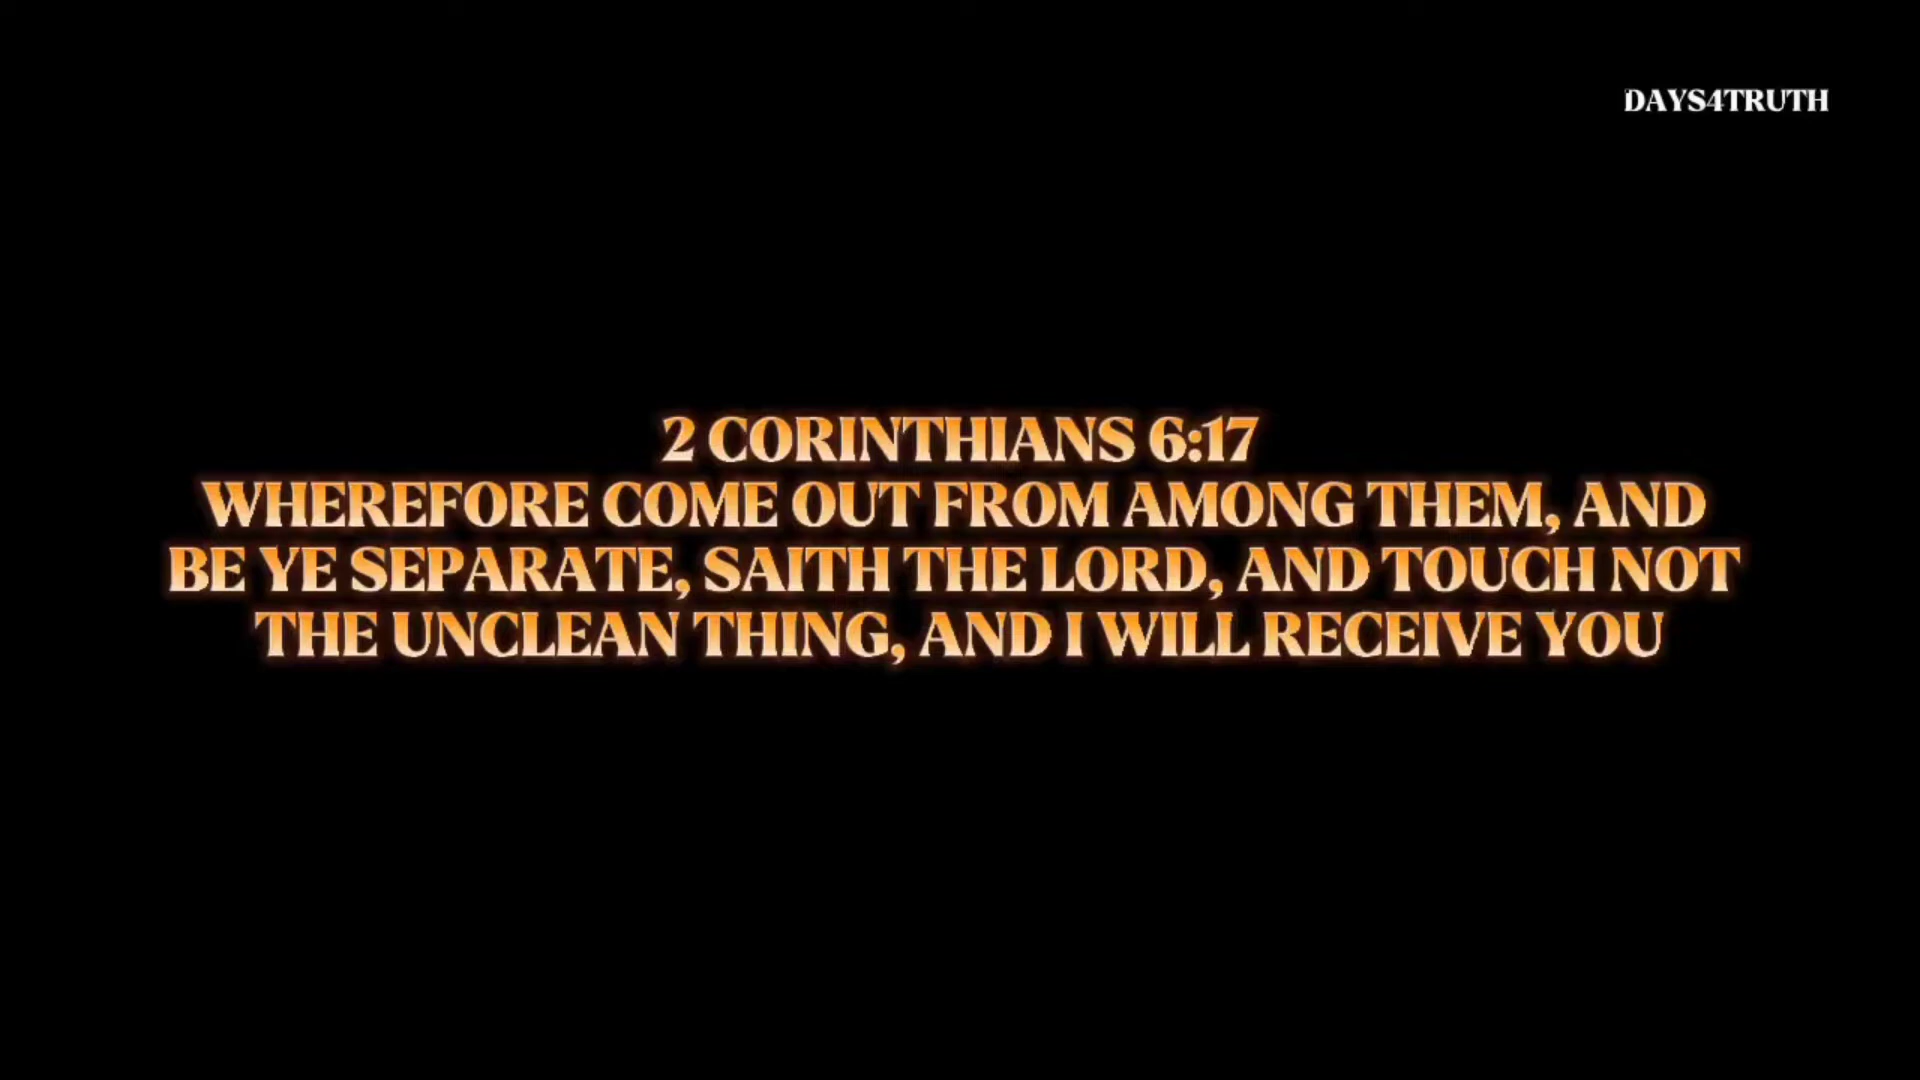 DAYS4TRUTH
2 CORINTHIANS 6:17
WHEREFORE COME OUT FROM AMONG THEM, AND
BE YE SEPARATE, SAITH THE LORD, AND TOUCH NOT
THE UNCLEAN THING, AND I WILL RECEIVE YOU